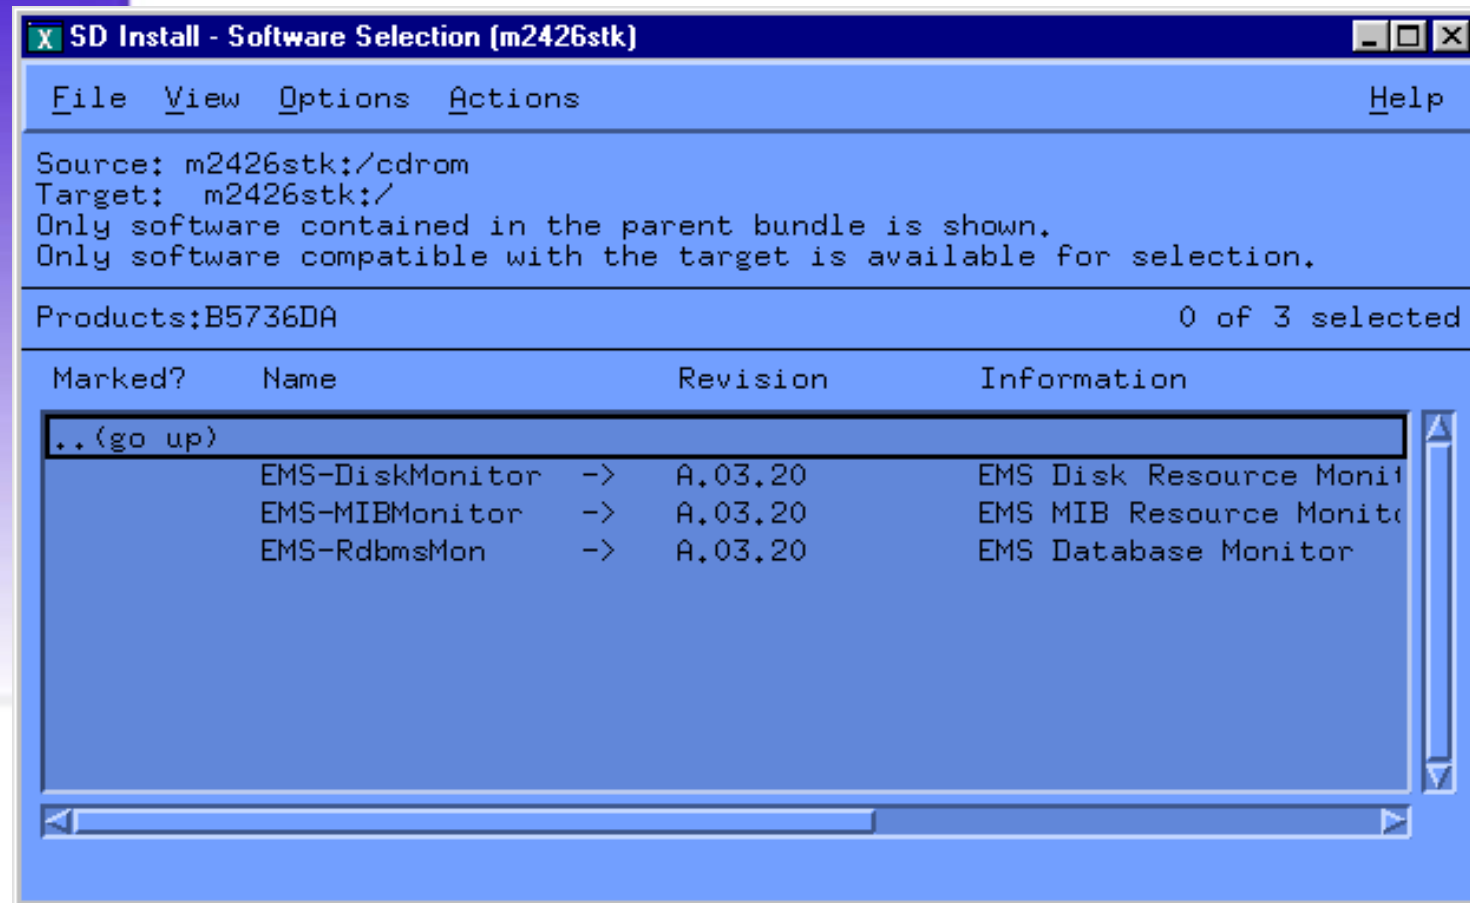 SD Install - Software Selection (m2426stk)
File View Options Actions Help
Source: m2426stk:/cdrom
Target: m2426stk:/
Only software contained in the parent bundle is shown.
Only software compatible with the target is available for selection.
Products:B5736DA 0 of 3 selected
Marked? Name Revision Information
..(go up)
EMS-DiskMonitor -> A.03.20 EMS Disk Resource Monit
EMS-MIBMonitor -> A.03.20 EMS MIB Resource Monito
EMS-RdbmsMon -> A.03.20 EMS Database Monitor